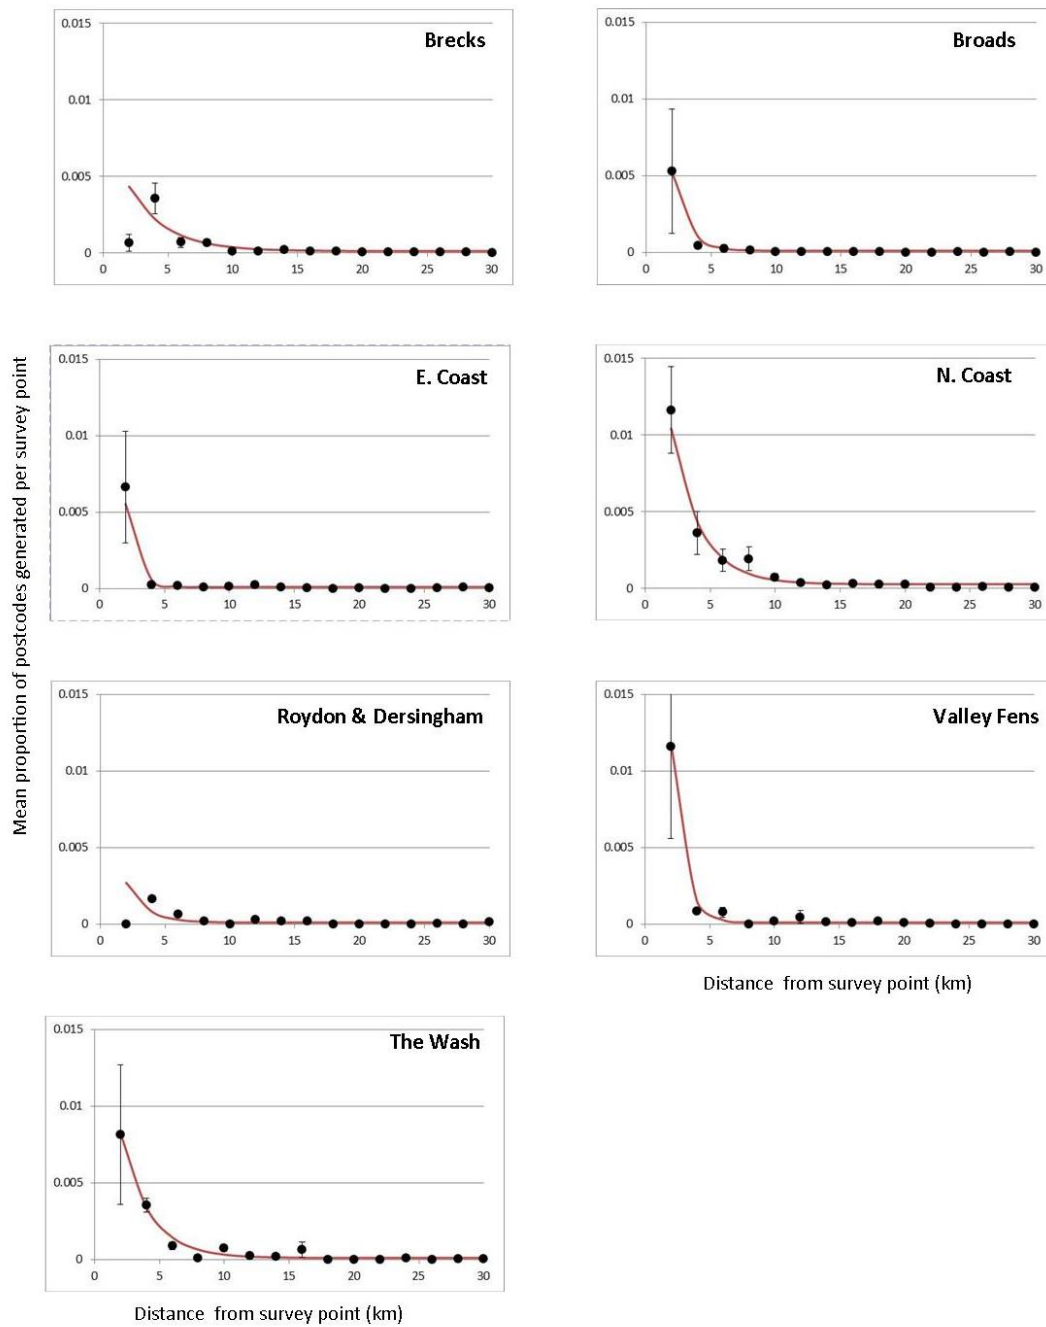 Mean proportion of postcodes generated per survey point
Brecks
0.015
0.01
0.005
0
0 5 10 15 20 25 30
Broads
0.015
0.01
0.005
0
0 5 10 15 20 25 30
E. Coast
0.015
0.01
0.005
0
0 5 10 15 20 25 30
N. Coast
0.015
0.01
0.005
0
0 5 10 15 20 25 30
Roydon & Dersingham
0.015
0.01
0.005
0
0 5 10 15 20 25 30
Valley Fens
0.015
0.01
0.005
0
0 5 10 15 20 25 30
Distance from survey point (km)
The Wash
0.015
0.01
0.005
0
0 5 10 15 20 25 30
Distance from survey point (km)